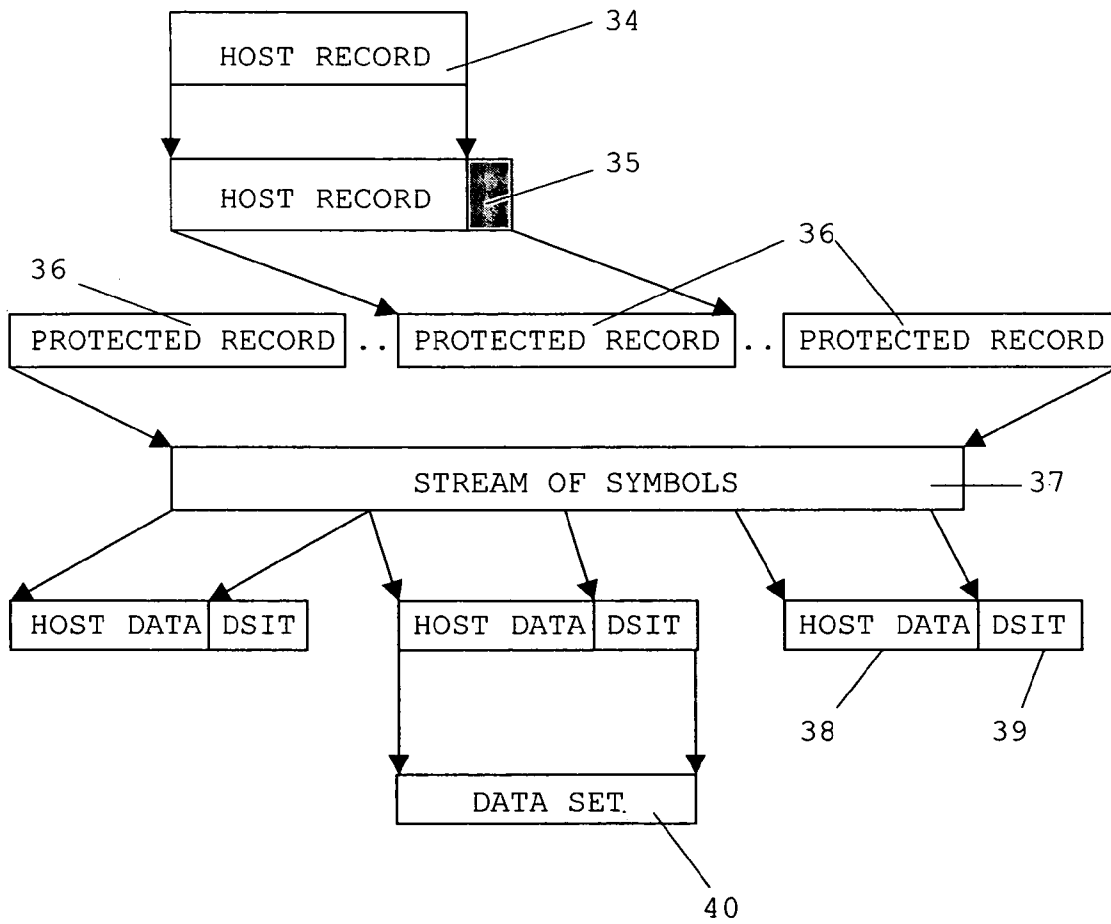 34
HOST RECORD
HOST RECORD
35
36
36
PROTECTED RECORD .. PROTECTED RECORD .. PROTECTED RECORD
STREAM OF SYMBOLS
37
HOST DATA DSIT HOST DATA DSIT HOST DATA DSIT
38
39
DATA SET.
40